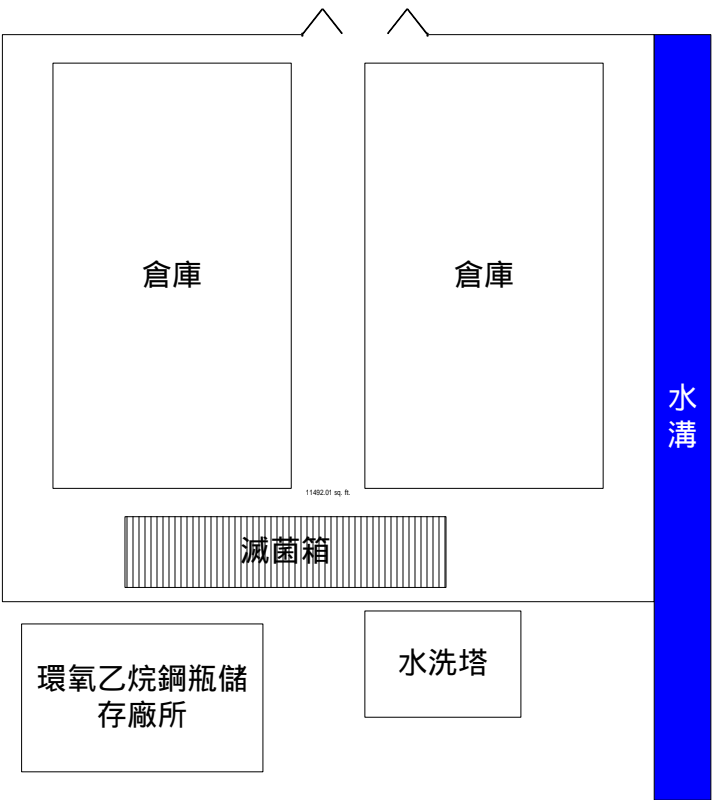 倉庫
倉庫
水
溝
11492.01 sq. ft.
滅菌箱
環氧乙烷鋼瓶儲
存廠所
水洗塔